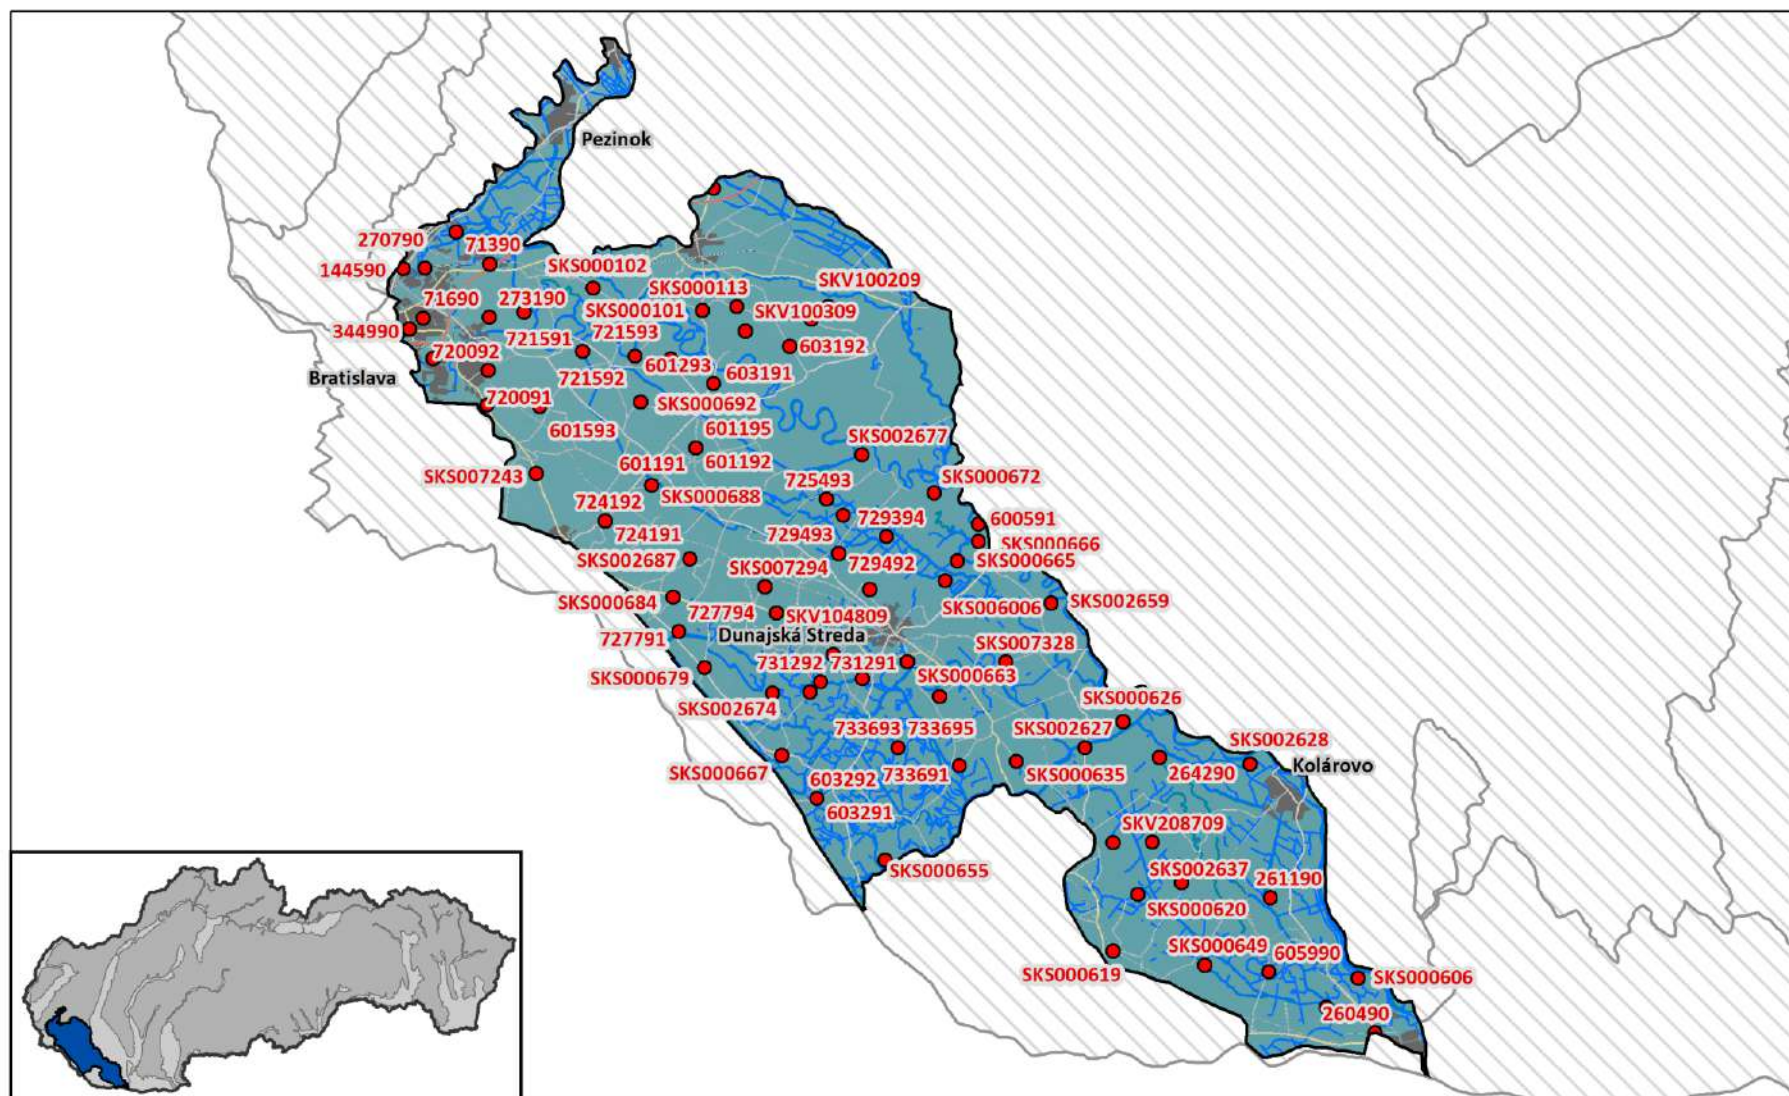 Pezinok
270790
71390
144590
SKS000102
SKV100209
SKS000113
71690
273190
SKS000101
SKV100309
344990
721591
721593
603192
720092
601293
Bratislava
721592
603191
720091
SKS000692
601593
601195
SKS002677
601191
601192
SKS007243
725493
SKS000672
SKS000688
724192
729394
600591
724191
729493
SKS000666
SKS002687
SKS007294
729492
SKS000665
SKS000684
727794
SKV104809
SKS006006
SKS002659
727791
Dunajská Streda
SKS007328
731292
731291
SKS000679
SKS000663
SKS002674
SKS000626
733693
733695
SKS002627
SKS002628
SKS000667
603292
733691
SKS000635
264290
Kolárovo
603291
SKV208709
SKS000655
SKS002637
261190
SKS000620
SKS000649
605990
SKS000619
SKS000606
260490